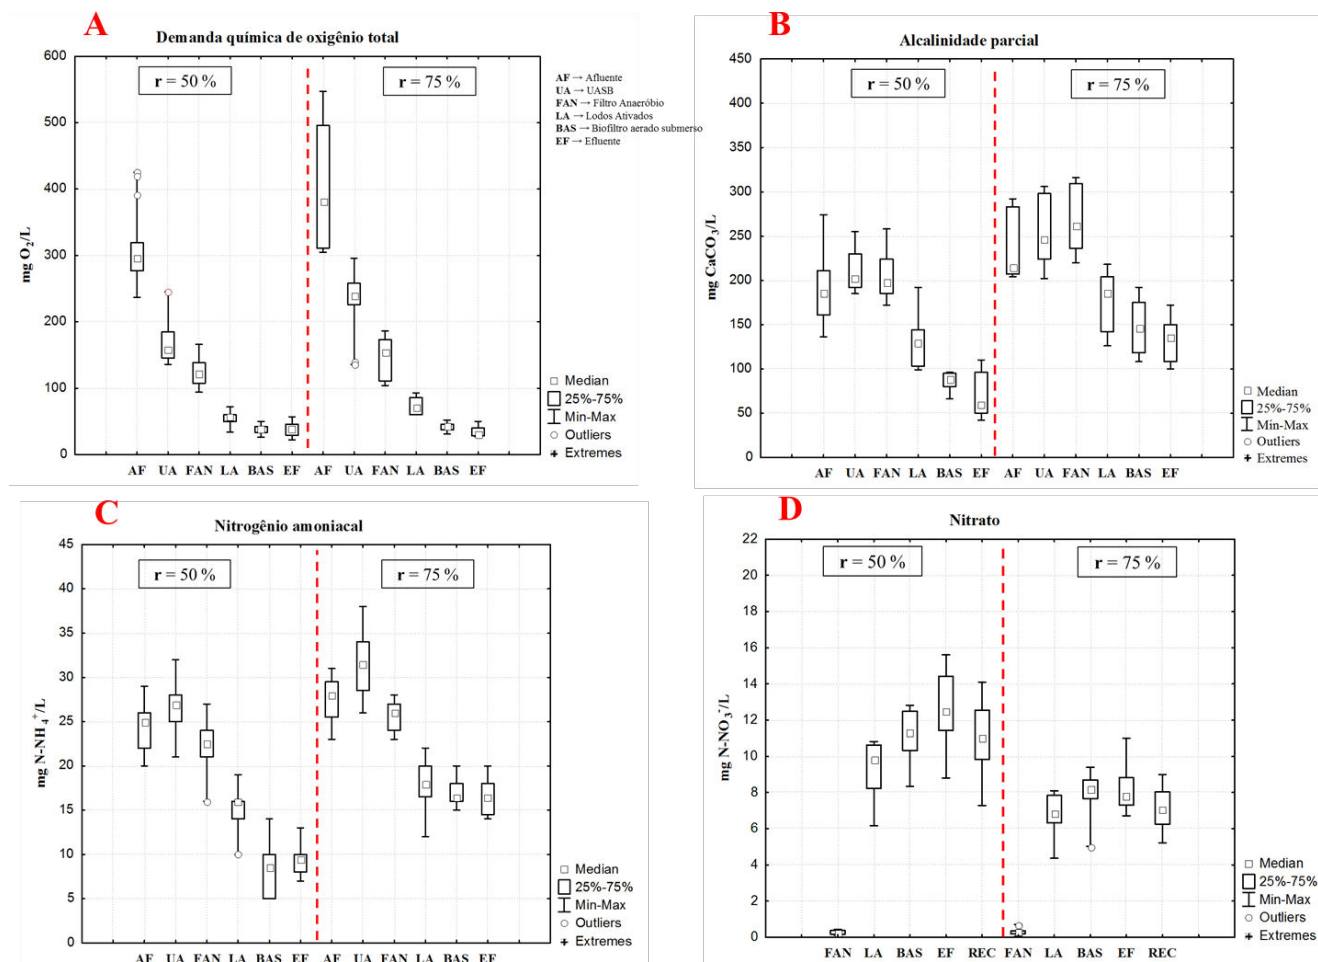 A
Demanda química de oxigênio total
600
500
400
300
200
100
0
mg O₂/L
r = 50 %
r = 75 %
AF → Afluente
UA → UASB
FAN → Filtro Anaeróbio
LA → Lodos Ativados
BAS → Biofiltro aerado submerso
EF → Efluente
Median
25%-75%
Min-Max
Outliers
Extremes
AF UA FAN LA BAS EF AF UA FAN LA BAS EF
B
Alcalinidade parcial
450
400
350
300
250
200
150
100
50
0
mg CaCO₃/L
r = 50 %
r = 75 %
Median
25%-75%
Min-Max
Outliers
Extremes
AF UA FAN LA BAS EF AF UA FAN LA BAS EF
C
Nitrogênio amoniacal
45
40
35
30
25
20
15
10
5
0
mg N-NH₄⁺/L
r = 50 %
r = 75 %
Median
25%-75%
Min-Max
Outliers
Extremes
AF UA FAN LA BAS EF AF UA FAN LA BAS EF
D
Nitrato
22
20
18
16
14
12
10
8
6
4
2
0
mg N-NO₃⁻/L
r = 50 %
r = 75 %
Median
25%-75%
Min-Max
Outliers
Extremes
FAN LA BAS EF REC FAN LA BAS EF REC